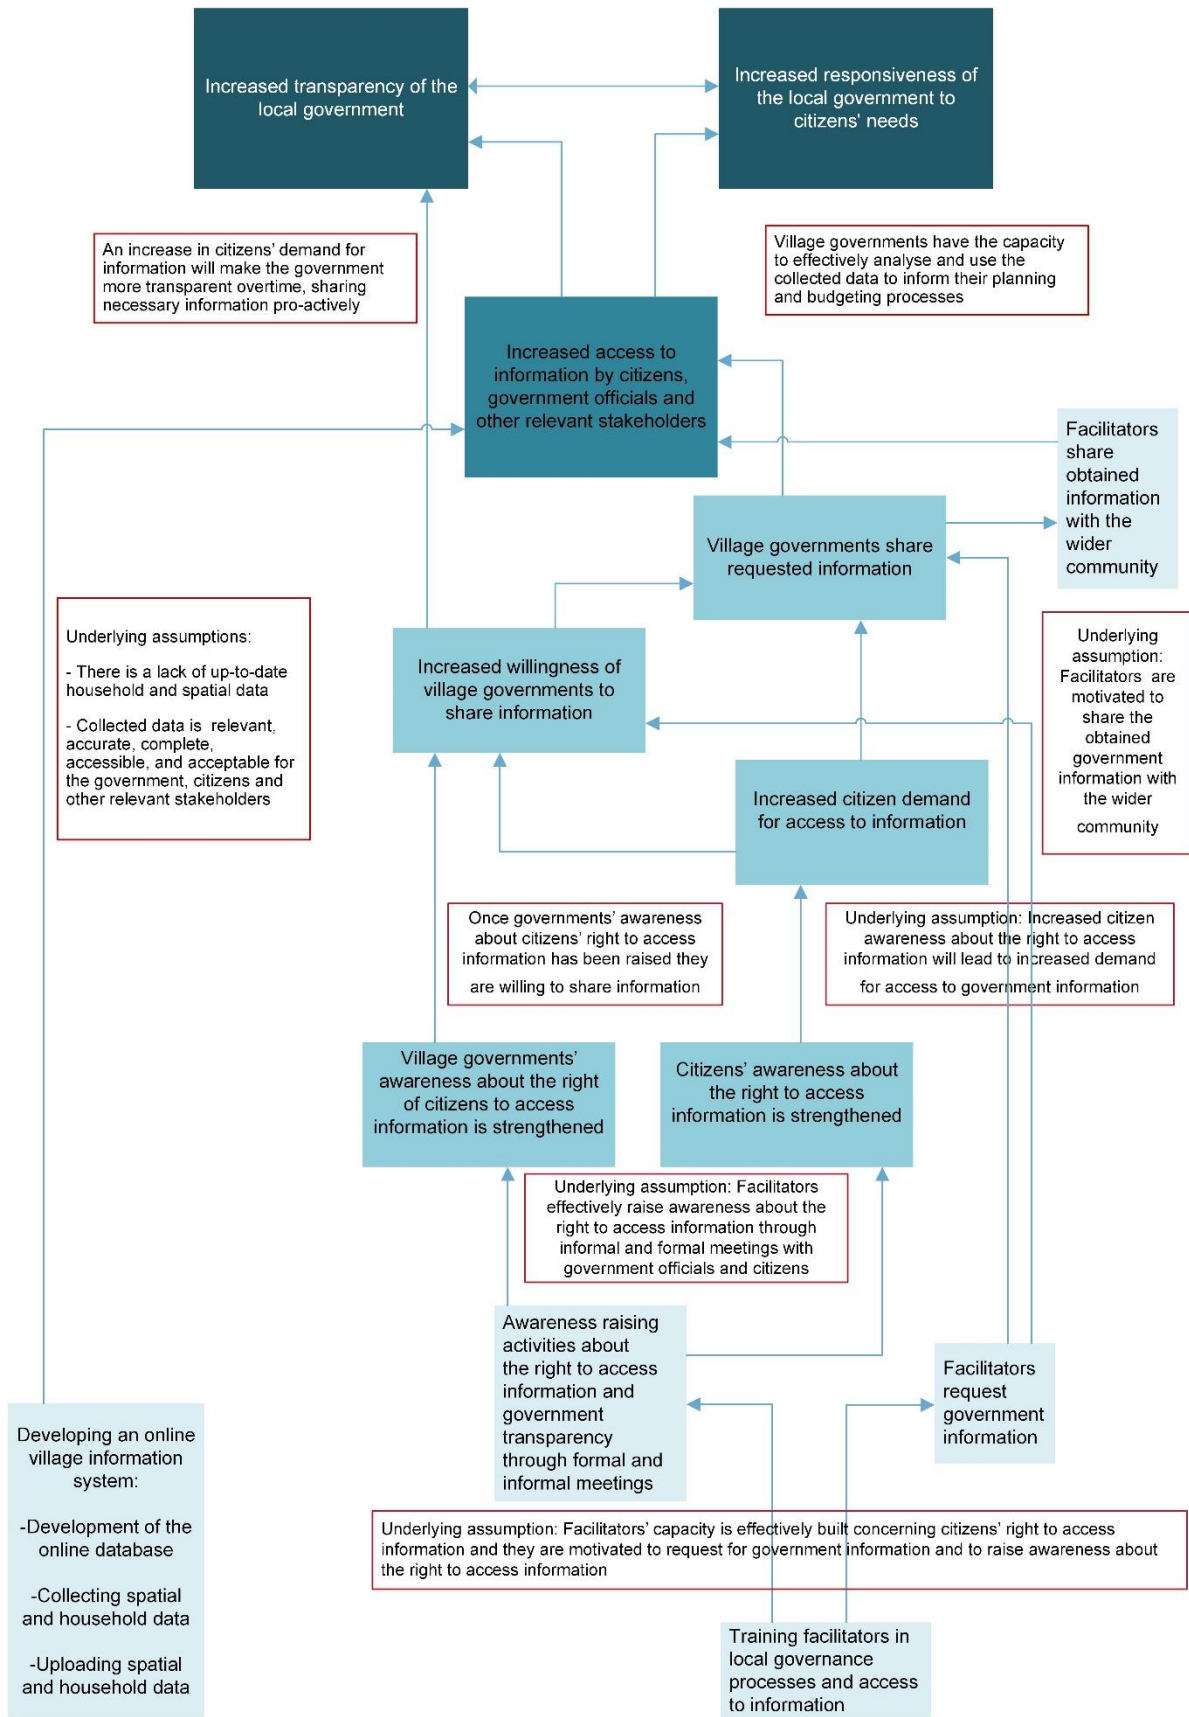 Increased transparency of the
local government
Increased responsiveness of
the local government to
citizens' needs
An increase in citizens’ demand for
information will make the government
more transparent overtime, sharing
necessary information pro-actively
Village governments have the capacity
to effectively analyse and use the
collected data to inform their planning
and budgeting processes
Increased access to
information by citizens,
government officials and
other relevant stakeholders
Facilitators
share
obtained
information
with the
wider
community
Village governments share
requested information
Underlying assumptions:
- There is a lack of up-to-date
household and spatial data
- Collected data is relevant,
accurate, complete,
accessible, and acceptable for
the government, citizens and
other relevant stakeholders
Increased willingness of
village governments to
share information
Underlying
assumption:
Facilitators are
motivated to
share the
obtained
government
information with
the wider
community
Increased citizen demand
for access to information
Once governments’ awareness
about citizens’ right to access
information has been raised they
are willing to share information
Underlying assumption: Increased citizen
awareness about the right to access
information will lead to increased demand
for access to government information
Village governments’
awareness about the right
of citizens to access
information is strengthened
Citizens’ awareness about
the right to access
information is strengthened
Underlying assumption: Facilitators
effectively raise awareness about the
right to access information through
informal and formal meetings with
government officials and citizens
Awareness raising
activities about
the right to access
information and
government
transparency
through formal and
informal meetings
Facilitators
request
government
information
Developing an online
village information
system:
-Development of the
online database
-Collecting spatial
and household data
-Uploading spatial
and household data
Underlying assumption: Facilitators’ capacity is effectively built concerning citizens’ right to access
information and they are motivated to request for government information and to raise awareness about
the right to access information
Training facilitators in
local governance
processes and access
to information